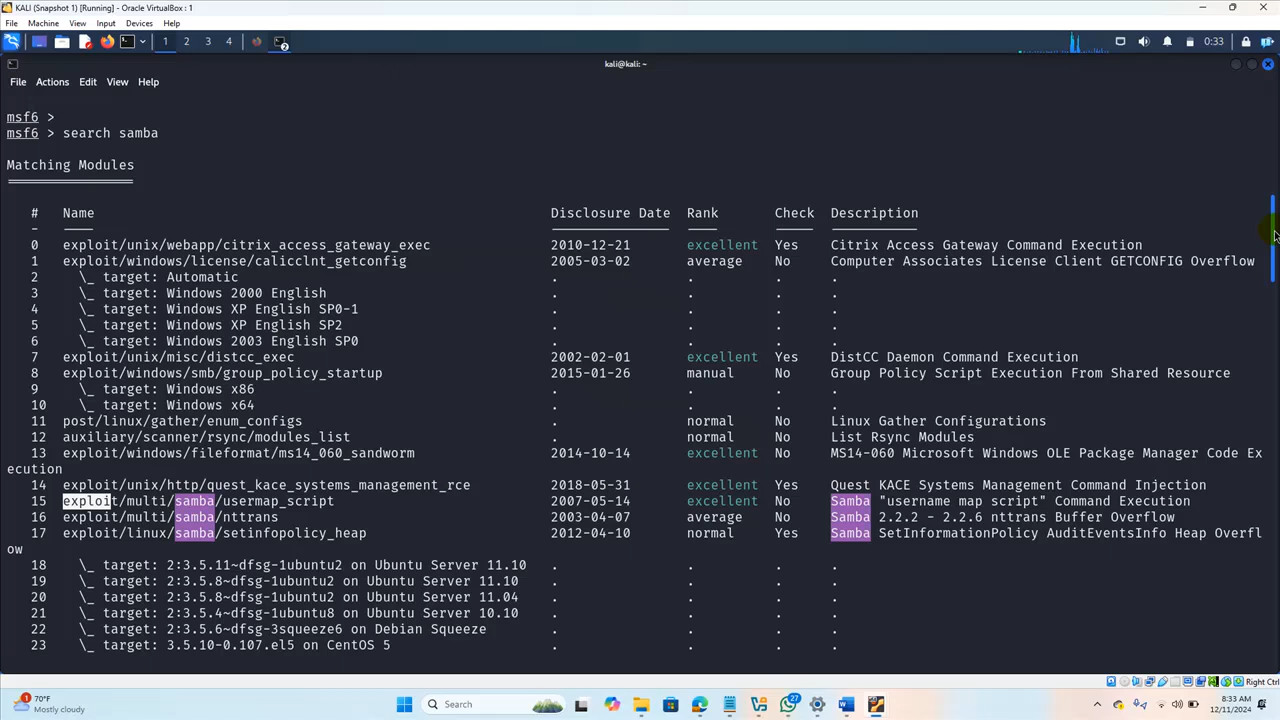 KALI (Snapshot 1) [Running] - Oracle VirtualBox : 1
File Machine View Input Devices Help
1 2 3 4 2 0:33
kali@kali: ~
File Actions Edit View Help
msf6 >
msf6 > search samba
Matching Modules
================
# Name Disclosure Date Rank Check Description
- ---- --------------- ---- ----- -----------
0 exploit/unix/webapp/citrix_access_gateway_exec 2010-12-21 excellent Yes Citrix Access Gateway Command Execution
1 exploit/windows/license/calicclnt_getconfig 2005-03-02 average No Computer Associates License Client GETCONFIG Overflow
2 \_ target: Automatic . . . .
3 \_ target: Windows 2000 English . . . .
4 \_ target: Windows XP English SP0-1 . . . .
5 \_ target: Windows XP English SP2 . . . .
6 \_ target: Windows 2003 English SP0 . . . .
7 exploit/unix/misc/distcc_exec 2002-02-01 excellent Yes DistCC Daemon Command Execution
8 exploit/windows/smb/group_policy_startup 2015-01-26 manual No Group Policy Script Execution From Shared Resource
9 \_ target: Windows x86 . . . .
10 \_ target: Windows x64 . . . .
11 post/linux/gather/enum_configs . normal No Linux Gather Configurations
12 auxiliary/scanner/rsync/modules_list . normal No List Rsync Modules
13 exploit/windows/fileformat/ms14_060_sandworm 2014-10-14 excellent No MS14-060 Microsoft Windows OLE Package Manager Code Ex
ecution
14 exploit/unix/http/quest_kace_systems_management_rce 2018-05-31 excellent Yes Quest KACE Systems Management Command Injection
15 exploit/multi/samba/usermap_script 2007-05-14 excellent No Samba "username map script" Command Execution
16 exploit/multi/samba/nttrans 2003-04-07 average No Samba 2.2.2 - 2.2.6 nttrans Buffer Overflow
17 exploit/linux/samba/setinfopolicy_heap 2012-04-10 normal Yes Samba SetInformationPolicy AuditEventsInfo Heap Overfl
ow
18 \_ target: 2:3.5.11~dfsg-1ubuntu2 on Ubuntu Server 11.10 . . . .
19 \_ target: 2:3.5.8~dfsg-1ubuntu2 on Ubuntu Server 11.10 . . . .
20 \_ target: 2:3.5.8~dfsg-1ubuntu2 on Ubuntu Server 11.04 . . . .
21 \_ target: 2:3.5.4~dfsg-1ubuntu8 on Ubuntu Server 10.10 . . . .
22 \_ target: 2:3.5.6~dfsg-3squeeze6 on Debian Squeeze . . . .
23 \_ target: 3.5.10-0.107.el5 on CentOS 5 . . . .
Right Ctrl
1 70°F
Mostly cloudy
Search
27
8:33 AM
12/11/2024